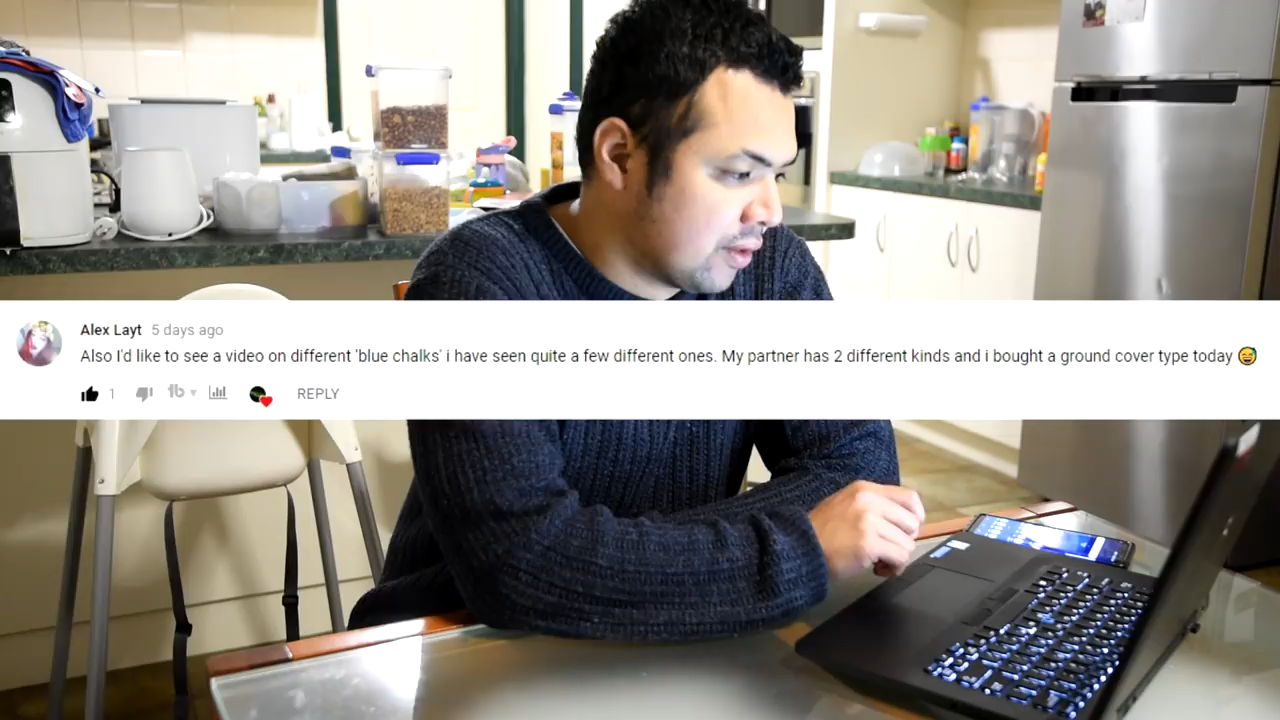 Alex Layt 5 days ago
Also I'd like to see a video on different 'blue chalks' i have seen quite a few different ones. My partner has 2 different kinds and i bought a ground cover type today 😅
1 REPLY